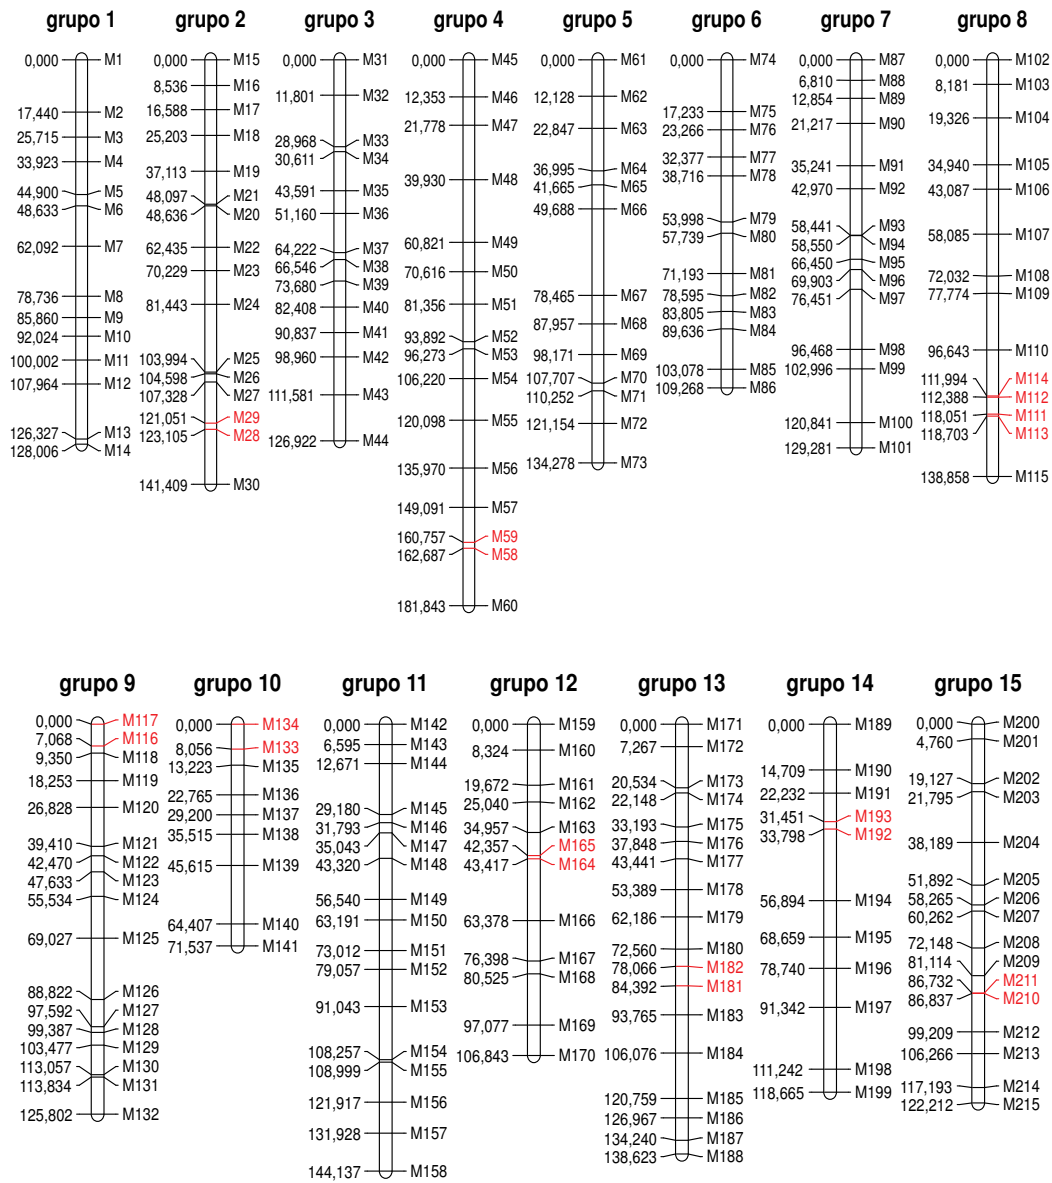 grupo 1
0,000 M1
17,440 M2
25,715 M3
33,923 M4
44,900 M5
48,633 M6
62,092 M7
78,736 M8
85,860 M9
92,024 M10
100,002 M11
107,964 M12
126,327 M13
128,006 M14
grupo 2
0,000 M15
8,536 M16
16,588 M17
25,203 M18
37,113 M19
48,097 M21
48,636 M20
62,435 M22
70,229 M23
81,443 M24
103,994 M25
104,598 M26
107,328 M27
121,051 M29
123,105 M28
141,409 M30
grupo 3
0,000 M31
11,801 M32
28,968 M33
30,611 M34
43,591 M35
51,160 M36
64,222 M37
66,546 M38
73,680 M39
82,408 M40
90,837 M41
98,960 M42
111,581 M43
126,922 M44
grupo 4
0,000 M45
12,353 M46
21,778 M47
39,930 M48
60,821 M49
70,616 M50
81,356 M51
93,892 M52
96,273 M53
106,220 M54
120,098 M55
135,970 M56
149,091 M57
160,757 M59
162,687 M58
181,843 M60
grupo 5
0,000 M61
12,128 M62
22,847 M63
36,995 M64
41,665 M65
49,688 M66
78,465 M67
87,957 M68
98,171 M69
107,707 M70
110,252 M71
121,154 M72
134,278 M73
grupo 6
0,000 M74
17,233 M75
23,266 M76
32,377 M77
38,716 M78
53,998 M79
57,739 M80
71,193 M81
78,595 M82
83,805 M83
89,636 M84
103,078 M85
109,268 M86
grupo 7
0,000 M87
6,810 M88
12,854 M89
21,217 M90
35,241 M91
42,970 M92
58,441 M93
58,550 M94
66,450 M95
69,903 M96
76,451 M97
96,468 M98
102,996 M99
120,841 M100
129,281 M101
grupo 8
0,000 M102
8,181 M103
19,326 M104
34,940 M105
43,087 M106
58,085 M107
72,032 M108
77,774 M109
96,643 M110
111,994 M114
112,388 M112
118,051 M111
118,703 M113
138,858 M115
grupo 9
0,000 M117
7,068 M116
9,350 M118
18,253 M119
26,828 M120
39,410 M121
42,470 M122
47,633 M123
55,534 M124
69,027 M125
88,822 M126
97,592 M127
99,387 M128
103,477 M129
113,057 M130
113,834 M131
125,802 M132
grupo 10
0,000 M134
8,056 M133
13,223 M135
22,765 M136
29,200 M137
35,515 M138
45,615 M139
64,407 M140
71,537 M141
grupo 11
0,000 M142
6,595 M143
12,671 M144
29,180 M145
31,793 M146
35,043 M147
43,320 M148
56,540 M149
63,191 M150
73,012 M151
79,057 M152
91,043 M153
108,257 M154
108,999 M155
121,917 M156
131,928 M157
144,137 M158
grupo 12
0,000 M159
8,324 M160
19,672 M161
25,040 M162
34,957 M163
42,357 M165
43,417 M164
63,378 M166
76,398 M167
80,525 M168
97,077 M169
106,843 M170
grupo 13
0,000 M171
7,267 M172
20,534 M173
22,148 M174
33,193 M175
37,848 M176
43,441 M177
53,389 M178
62,186 M179
72,560 M180
78,066 M182
84,392 M181
93,765 M183
106,076 M184
120,759 M185
126,967 M186
134,240 M187
138,623 M188
grupo 14
0,000 M189
14,709 M190
22,232 M191
31,451 M193
33,798 M192
56,894 M194
68,659 M195
78,740 M196
91,342 M197
111,242 M198
118,665 M199
grupo 15
0,000 M200
4,760 M201
19,127 M202
21,795 M203
38,189 M204
51,892 M205
58,265 M206
60,262 M207
72,148 M208
81,114 M209
86,732 M211
86,837 M210
99,209 M212
106,266 M213
117,193 M214
122,212 M215